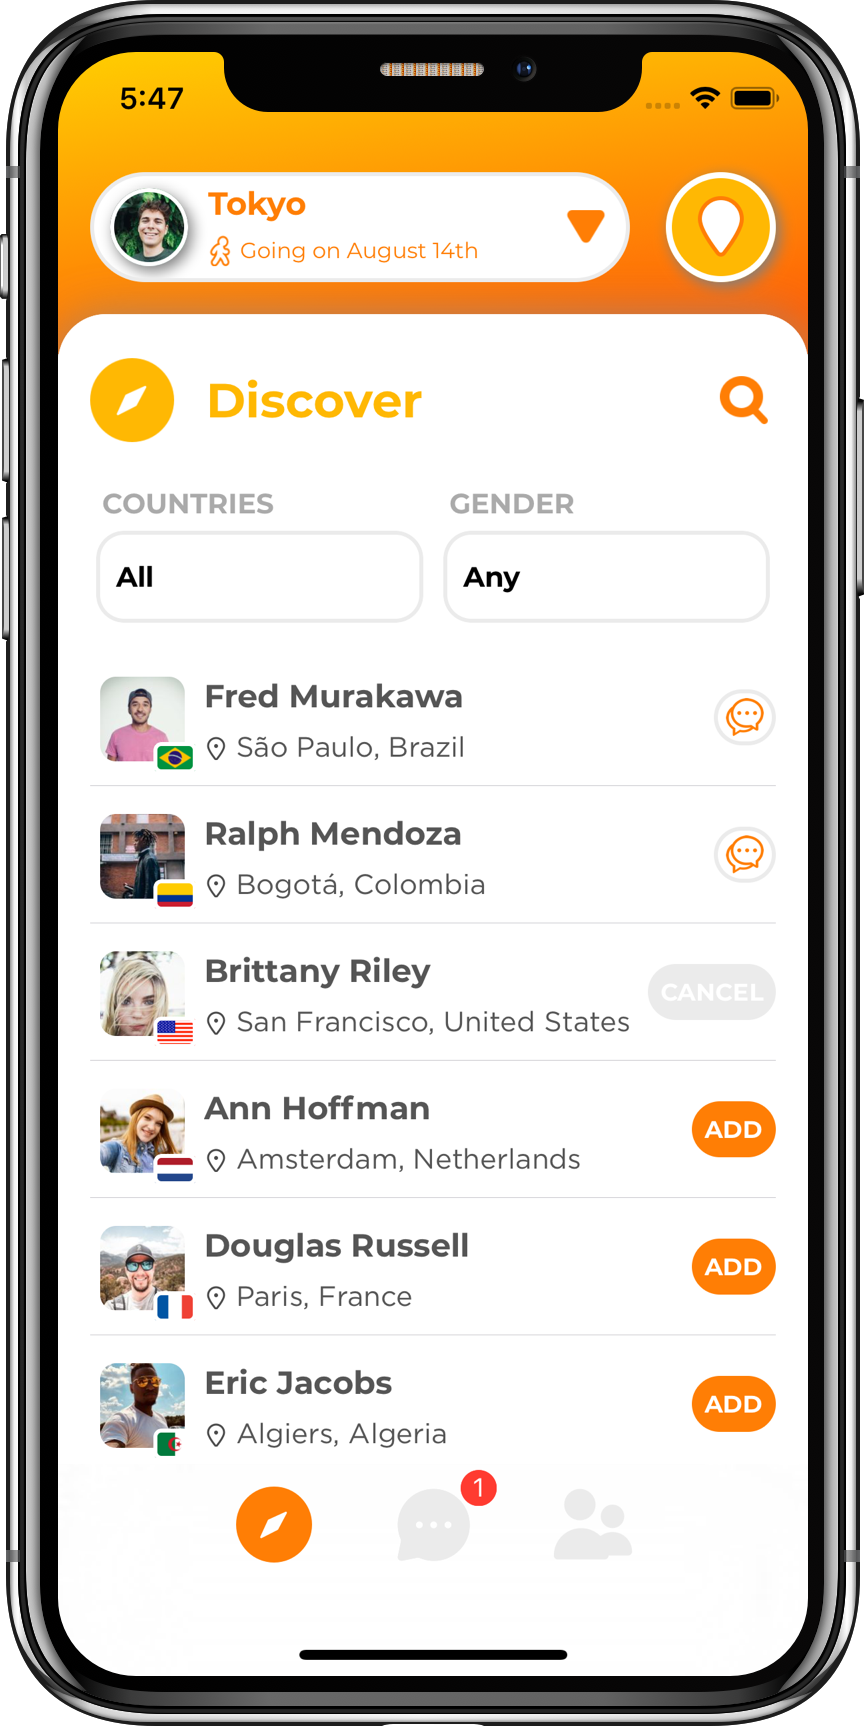 5:47
Tokyo
Going on August 14th
Discover
COUNTRIES GENDER
All Any
Fred Murakawa
São Paulo, Brazil
Ralph Mendoza
Bogotá, Colombia
Brittany Riley
CANCEL
San Francisco, United States
Ann Hoffman
ADD
Amsterdam, Netherlands
Douglas Russell
ADD
Paris, France
Eric Jacobs
ADD
Algiers, Algeria
1